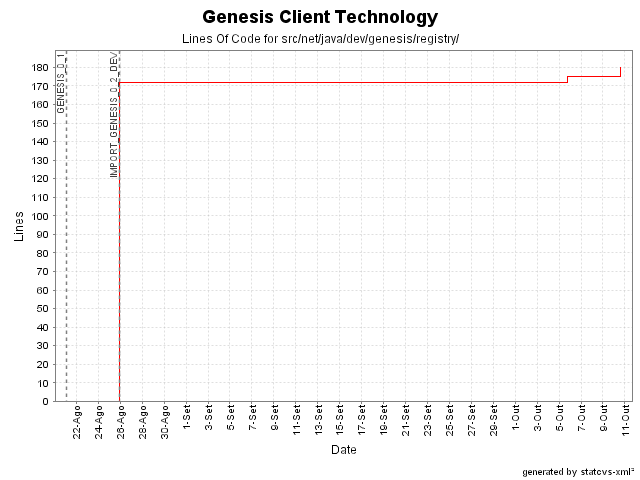 Genesis Client Technology
Lines Of Code for src/net/java/dev/genesis/registry/
GENESIS_0_1_
IMPORT_GENESIS_0_2_DEV
Lines
180
170
160
150
140
130
120
110
100
90
80
70
60
50
40
30
20
10
0
22-Ago
24-Ago
26-Ago
28-Ago
30-Ago
1-Set
3-Set
5-Set
7-Set
9-Set
11-Set
13-Set
15-Set
17-Set
19-Set
21-Set
23-Set
25-Set
27-Set
29-Set
1-Out
3-Out
5-Out
7-Out
9-Out
11-Out
Date
generated by statcvs-xml²